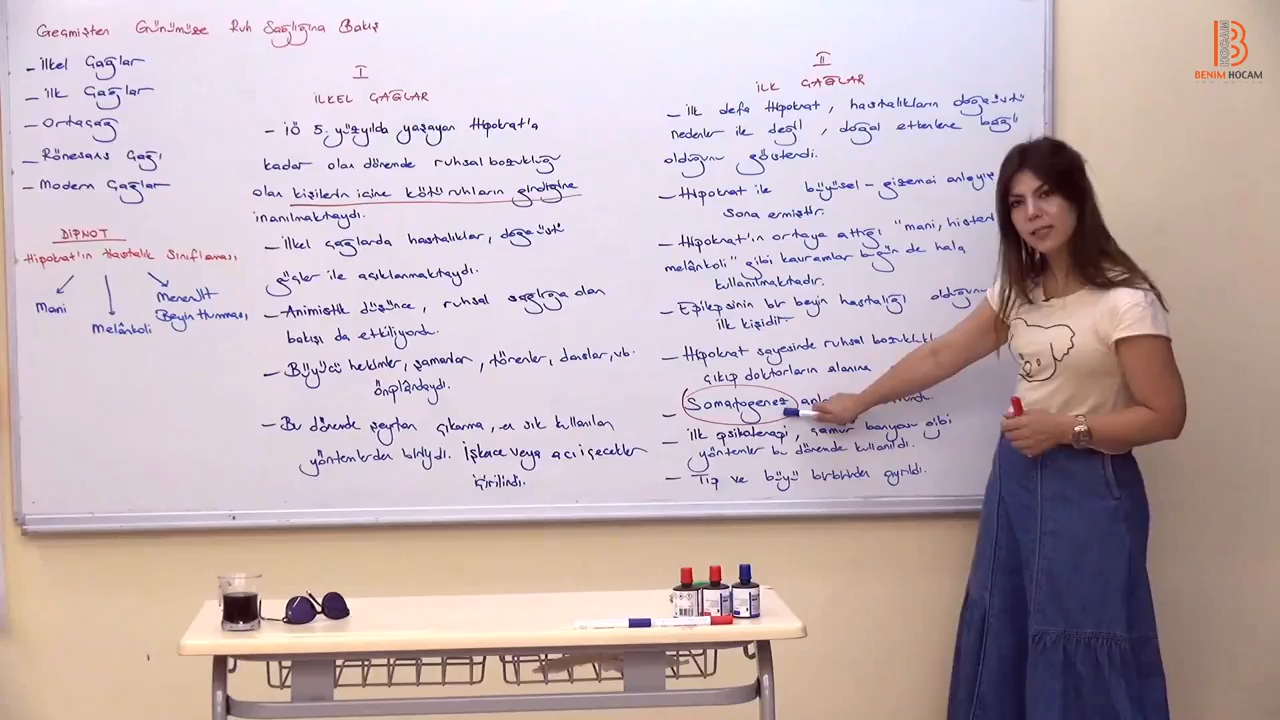 Geçmişten Günümüze Ruh Sağlığına Bakış
- İlkel Çağlar
- İlk Çağlar
- Ortaçağ
- Rönesans Çağı
- Modern Çağlar
DİPNOT
Hipokrat'ın Hastalık Sınıflaması
Mani
Melânkoli
Menenjit
Beyin Humması
I
İLKEL ÇAĞLAR
- İÖ 5. yüzyılda yaşayan Hipokrat'a
kadar olan dönemde ruhsal bozukluğu
olan kişilerin içine kötü ruhların girdiğine
inanılmaktaydı.
- İlkel çağlarda hastalıklar, doğaüstü
güçler ile açıklanmaktaydı.
- Animistik düşünce, ruhsal sağlığa olan
bakışı da etkiliyordu.
- Büyücü hekimler, şamanlar, törenler, danslar, vb.
önplandaydı.
- Bu dönemde şeytan çıkarma, en sık kullanılan
yöntemlerden biriydi. İşkence veya acı içecekler
içirilirdi.
II
İLK ÇAĞLAR
- İlk defa Hipokrat, hastalıkların doğaüstü
nedenler ile değil, doğal etkenlere bağlı
olduğunu gösterdi.
- Hipokrat ile büyüsel - gizemci anlayış
sona ermiştir.
- Hipokrat'ın ortaya attığı "mani, histeri
melânkoli" gibi kavramlar bugün de hala
kullanılmaktadır.
- Epilepsinin bir beyin hastalığı olduğunu
ilk kişidir.
- Hipokrat sayesinde ruhsal bozukluk
çıkıp doktorların alanına
- Somatogenez
- İlk psikoterapi, çamur banyosu gibi
yöntemler bu dönemde kullanıldı.
- Tıp ve büyü birbirinden ayrıldı.
BENİM HOCAM